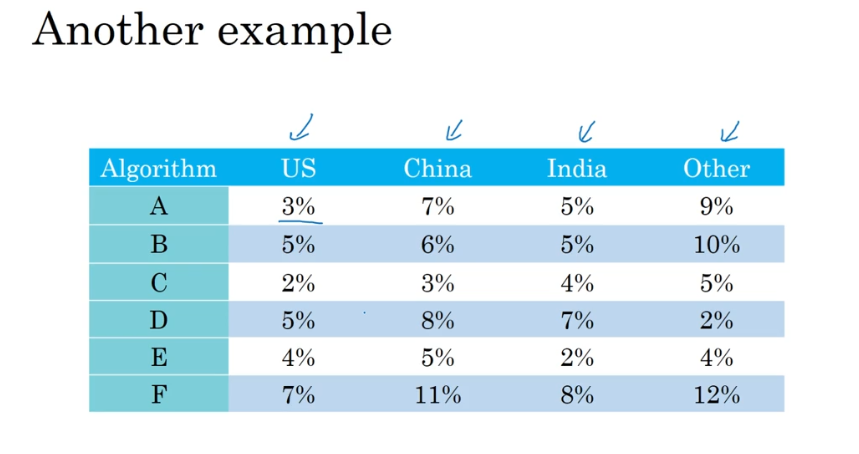 Another example
Algorithm US China India Other
A 3% 7% 5% 9%
B 5% 6% 5% 10%
C 2% 3% 4% 5%
D 5% 8% 7% 2%
E 4% 5% 2% 4%
F 7% 11% 8% 12%